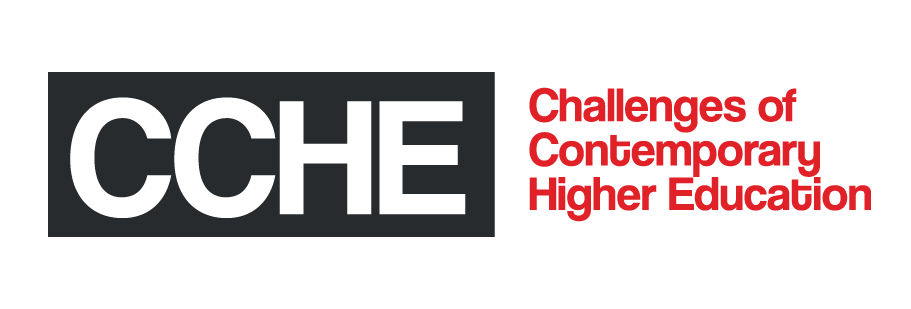 CCHE
Challenges of
Contemporary
Higher Education